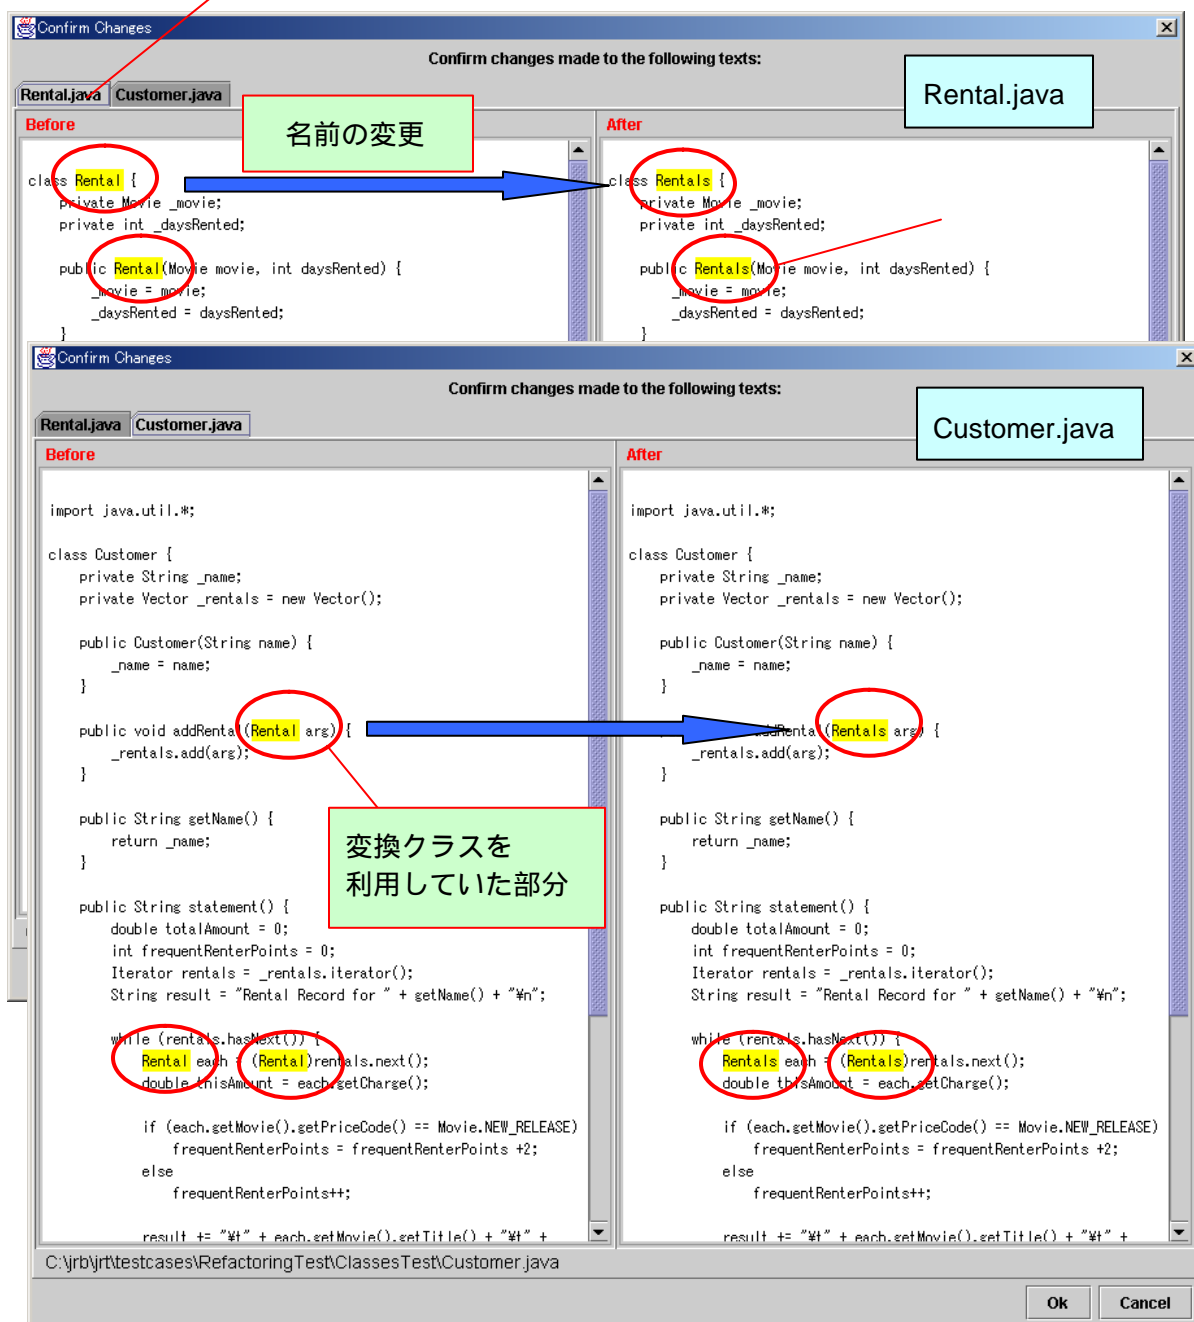 Confirm Changes
Confirm changes made to the following texts:
Rental.java
Rental.java Customer.java
名前の変更
Before
After
class Rental {
private Movie _movie;
private int _daysRented;
public Rental(Movie movie, int daysRented) {
_movie = movie;
_daysRented = daysRented;
}
class Rentals {
private Movie _movie;
private int _daysRented;
public Rentals(Movie movie, int daysRented) {
_movie = movie;
_daysRented = daysRented;
}
Confirm Changes
Confirm changes made to the following texts:
Customer.java
Rental.java Customer.java
Before
After
import java.util.*;
class Customer {
private String _name;
private Vector _rentals = new Vector();
public Customer(String name) {
_name = name;
}
public void addRental(Rental arg) {
_rentals.add(arg);
}
public String getName() {
return _name;
}
変換クラスを
利用していた部分
public String statement() {
double totalAmount = 0;
int frequentRenterPoints = 0;
Iterator rentals = _rentals.iterator();
String result = "Rental Record for " + getName() + "¥n";
while (rentals.hasNext()) {
Rental each = (Rental)rentals.next();
double thisAmount = each.getCharge();
if (each.getMovie().getPriceCode() == Movie.NEW_RELEASE)
frequentRenterPoints = frequentRenterPoints +2;
else
frequentRenterPoints++;
result += "¥t" + each.getMovie().getTitle() + "¥t" +
import java.util.*;
class Customer {
private String _name;
private Vector _rentals = new Vector();
public Customer(String name) {
_name = name;
}
addRental(Rentals arg) {
_rentals.add(arg);
}
public String getName() {
return _name;
}
public String statement() {
double totalAmount = 0;
int frequentRenterPoints = 0;
Iterator rentals = _rentals.iterator();
String result = "Rental Record for " + getName() + "¥n";
while (rentals.hasNext()) {
Rentals each = (Rentals)rentals.next();
double thisAmount = each.getCharge();
if (each.getMovie().getPriceCode() == Movie.NEW_RELEASE)
frequentRenterPoints = frequentRenterPoints +2;
else
frequentRenterPoints++;
result += "¥t" + each.getMovie().getTitle() + "¥t" +
C:\jrb\jrt\testcases\RefactoringTest\ClassesTest\Customer.java
Ok Cancel